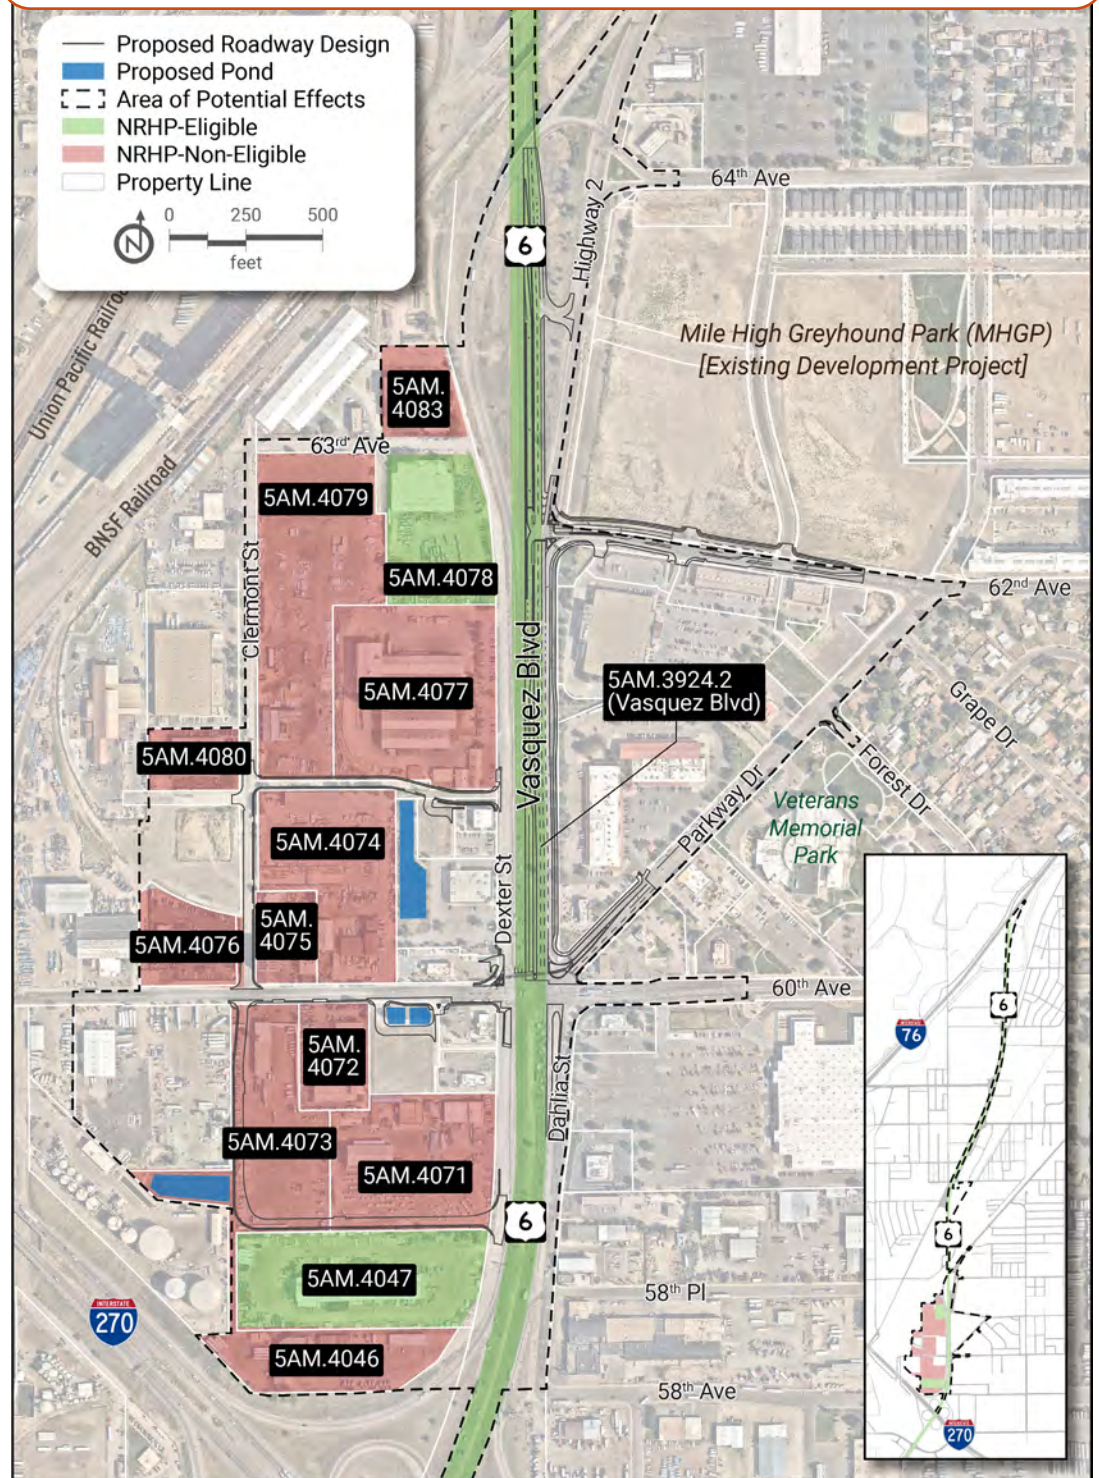 Proposed Roadway Design
Proposed Pond
Area of Potential Effects
NRHP-Eligible
NRHP-Non-Eligible
Property Line
N
0 250 500
feet
64th Ave
6
Highway 2
Union Pacific Railroad
BNSF Railroad
Mile High Greyhound Park (MHGP)
[Existing Development Project]
5AM.
4083
63rd Ave
5AM.4079
5AM.4078
Clermont St
62nd Ave
Vasquez Blvd
5AM.4077
5AM.3924.2
(Vasquez Blvd)
Grape Dr
5AM.4080
Forest Dr
Parkway Dr
Veterans
Memorial
Park
5AM.4074
Dexter St
5AM.
4075
5AM.4076
60th Ave
5AM.
4072
Dahlia St
5AM.4073
5AM.4071
6
5AM.4047
58th Pl
INTERSTATE
270
5AM.4046
58th Ave
6
INTERSTATE
76
6
INTERSTATE
270